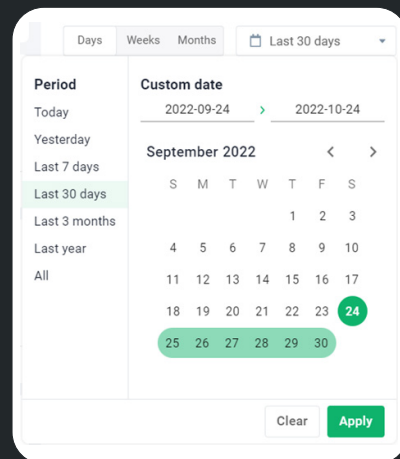 Days Weeks Months Last 30 days
Period
Today
Yesterday
Last 7 days
Last 30 days
Last 3 months
Last year
All
Custom date
2022-09-24 > 2022-10-24
September 2022 < >
S M T W T F S
1 2 3
4 5 6 7 8 9 10
11 12 13 14 15 16 17
18 19 20 21 22 23 24
25 26 27 28 29 30
Clear Apply